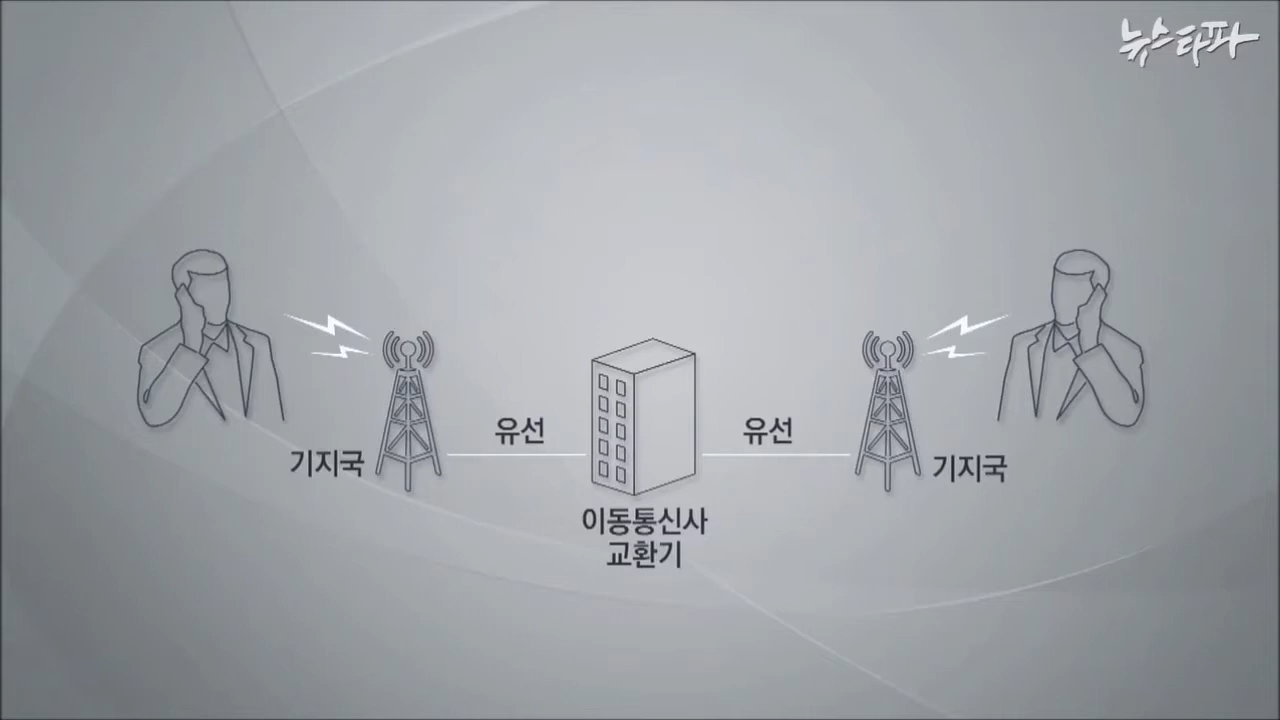 뉴스타파
유선
유선
기지국
기지국
이동통신사
교환기